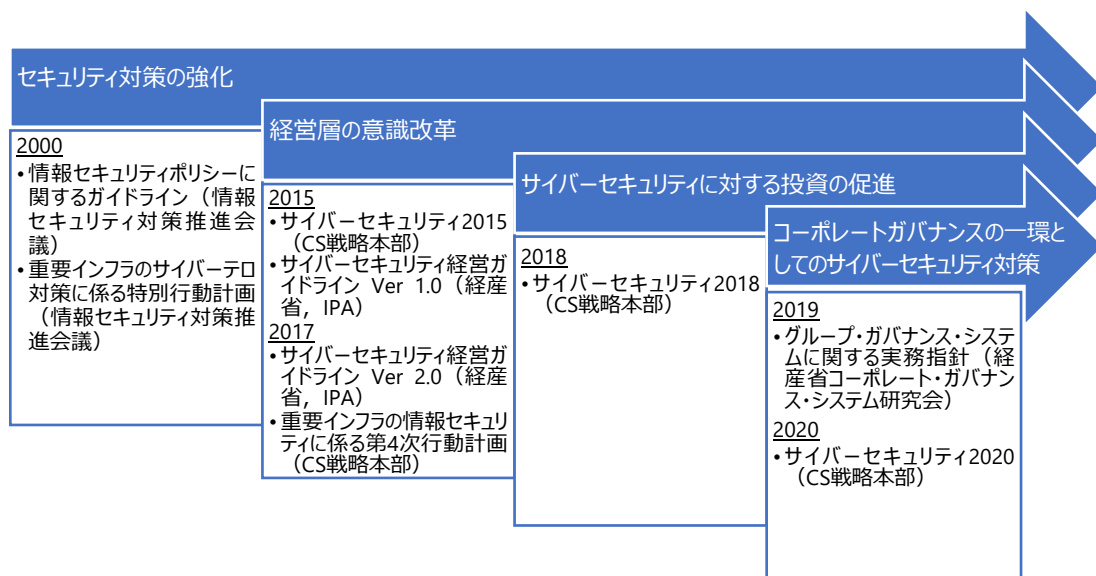 セキュリティ対策の強化
2000
•情報セキュリティポリシーに
関するガイドライン（情報
セキュリティ対策推進会
議）
•重要インフラのサイバーテロ
対策に係る特別行動計画
（情報セキュリティ対策推
進会議）
経営層の意識改革
2015
•サイバーセキュリティ2015
（CS戦略本部）
•サイバーセキュリティ経営ガ
イドライン Ver 1.0（経産
省，IPA）
2017
•サイバーセキュリティ経営ガ
イドライン Ver 2.0（経産
省，IPA）
•重要インフラの情報セキュリ
ティに係る第4次行動計画
（CS戦略本部）
サイバーセキュリティに対する投資の促進
2018
•サイバーセキュリティ2018
（CS戦略本部）
コーポレートガバナンスの一環と
してのサイバーセキュリティ対策
2019
•グループ・ガバナンス・システ
ムに関する実務指針（経
産省コーポレート・ガバナン
ス・システム研究会）
2020
•サイバーセキュリティ2020
（CS戦略本部）